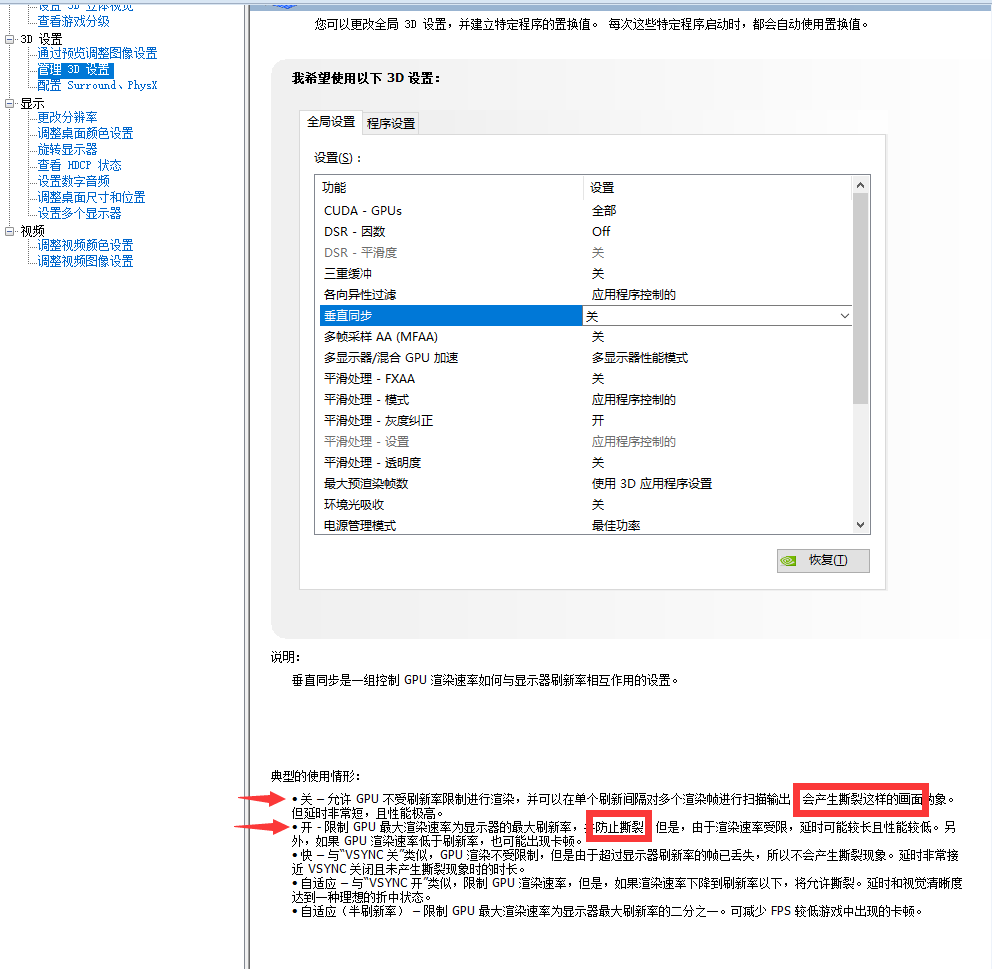 设置 3D 立体视觉
查看游戏分级
3D 设置
通过预览调整图像设置
管理 3D 设置
配置 Surround、PhysX
显示
更改分辨率
调整桌面颜色设置
旋转显示器
查看 HDCP 状态
设置数字音频
调整桌面尺寸和位置
设置多个显示器
视频
调整视频颜色设置
调整视频图像设置
您可以更改全局 3D 设置，并建立特定程序的置换值。 每次这些特定程序启动时，都会自动使用置换值。
我希望使用以下 3D 设置：
全局设置 程序设置
设置(S)：
功能 设置
CUDA - GPUs 全部
DSR - 因数 Off
DSR - 平滑度 关
三重缓冲 关
各向异性过滤 应用程序控制的
垂直同步 关
多帧采样 AA (MFAA) 关
多显示器/混合 GPU 加速 多显示器性能模式
平滑处理 - FXAA 关
平滑处理 - 模式 应用程序控制的
平滑处理 - 灰度纠正 开
平滑处理 - 设置 应用程序控制的
平滑处理 - 透明度 关
最大预渲染帧数 使用 3D 应用程序设置
环境光吸收 关
电源管理模式 最佳功率
恢复(T)
说明：
垂直同步是一组控制 GPU 渲染速率如何与显示器刷新率相互作用的设置。
典型的使用情形：
• 关 – 允许 GPU 不受刷新率限制进行渲染，并可以在单个刷新间隔对多个渲染帧进行扫描输出 会产生撕裂这样的画面的象。
但延时非常短，且性能极高。
• 开 - 限制 GPU 最大渲染速率为显示器的最大刷新率， 防止撕裂 但是，由于渲染速率受限，延时可能较长且性能较低。另
外，如果 GPU 渲染速率低于刷新率，也可能出现卡顿。
• 快 – 与“VSYNC 关”类似，GPU 渲染不受限制，但是由于超过显示器刷新率的帧已丢失，所以不会产生撕裂现象。延时非常接
近 VSYNC 关闭且未产生撕裂现象时的时长。
• 自适应 – 与“VSYNC 开”类似，限制 GPU 渲染速率，但是，如果渲染速率下降到刷新率以下，将允许撕裂。延时和视觉清晰度
达到一种理想的折中状态。
• 自适应（半刷新率） – 限制 GPU 最大渲染速率为显示器最大刷新率的二分之一。可减少 FPS 较低游戏中出现的卡顿。